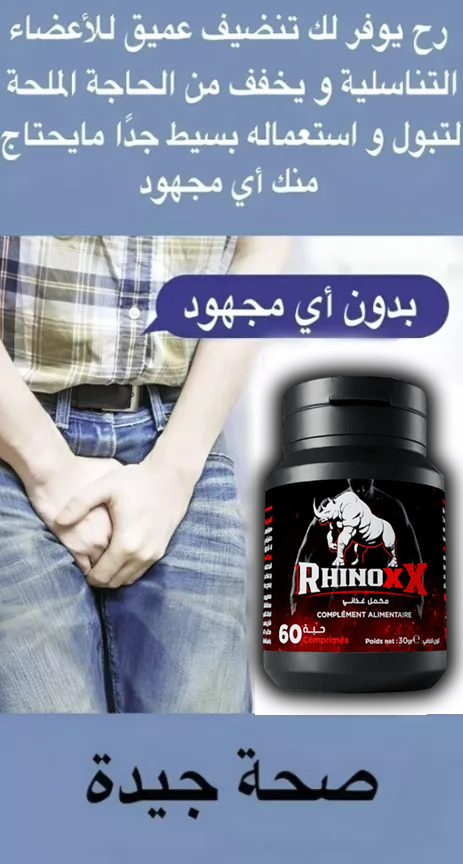 رح يوفر لك تنضيف عميق للأعضاء
التناسلية و يخفف من الحاجة الملحة
لتبول و استعماله بسيط جدًا مايحتاج
منك أي مجهود
بدون أي مجهود
RHINOXX
مكمل غذائي
COMPLÉMENT ALIMENTAIRE
60 حبة
Comprimés
Poids net : 30gr e
صحة جيدة